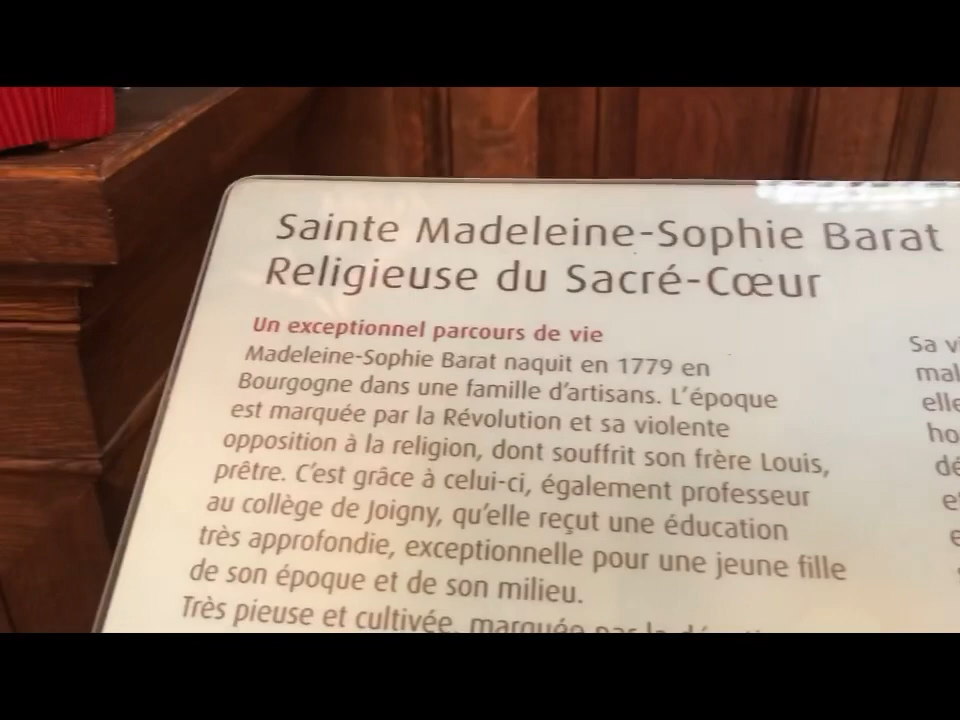 Sainte Madeleine-Sophie Barat
Religieuse du Sacré-Cœur
Un exceptionnel parcours de vie
Madeleine-Sophie Barat naquit en 1779 en
Bourgogne dans une famille d'artisans. L'époque
est marquée par la Révolution et sa violente
opposition à la religion, dont souffrit son frère Louis,
prêtre. C'est grâce à celui-ci, également professeur
au collège de Joigny, qu'elle reçut une éducation
très approfondie, exceptionnelle pour une jeune fille
de son époque et de son milieu.
Très pieuse et cultivée, marquée par la
Sa